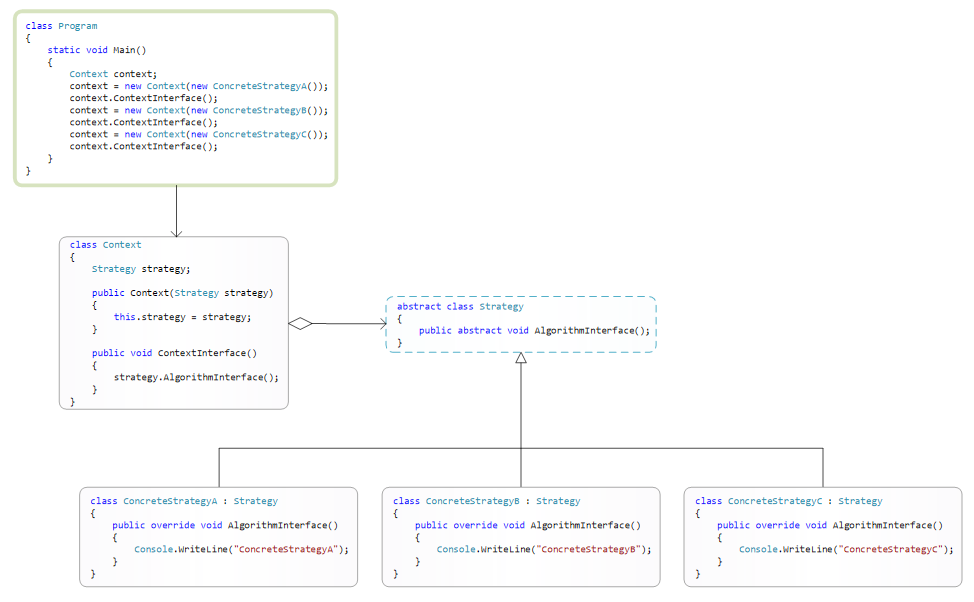 class Program
{
    static void Main()
    {
        Context context;
        context = new Context(new ConcreteStrategyA());
        context.ContextInterface();
        context = new Context(new ConcreteStrategyB());
        context.ContextInterface();
        context = new Context(new ConcreteStrategyC());
        context.ContextInterface();
    }
}
class Context
{
    Strategy strategy;
    public Context(Strategy strategy)
    {
        this.strategy = strategy;
    }
    public void ContextInterface()
    {
        strategy.AlgorithmInterface();
    }
}
abstract class Strategy
{
    public abstract void AlgorithmInterface();
}
class ConcreteStrategyA : Strategy
{
    public override void AlgorithmInterface()
    {
        Console.WriteLine("ConcreteStrategyA");
    }
}
class ConcreteStrategyB : Strategy
{
    public override void AlgorithmInterface()
    {
        Console.WriteLine("ConcreteStrategyB");
    }
}
class ConcreteStrategyC : Strategy
{
    public override void AlgorithmInterface()
    {
        Console.WriteLine("ConcreteStrategyC");
    }
}